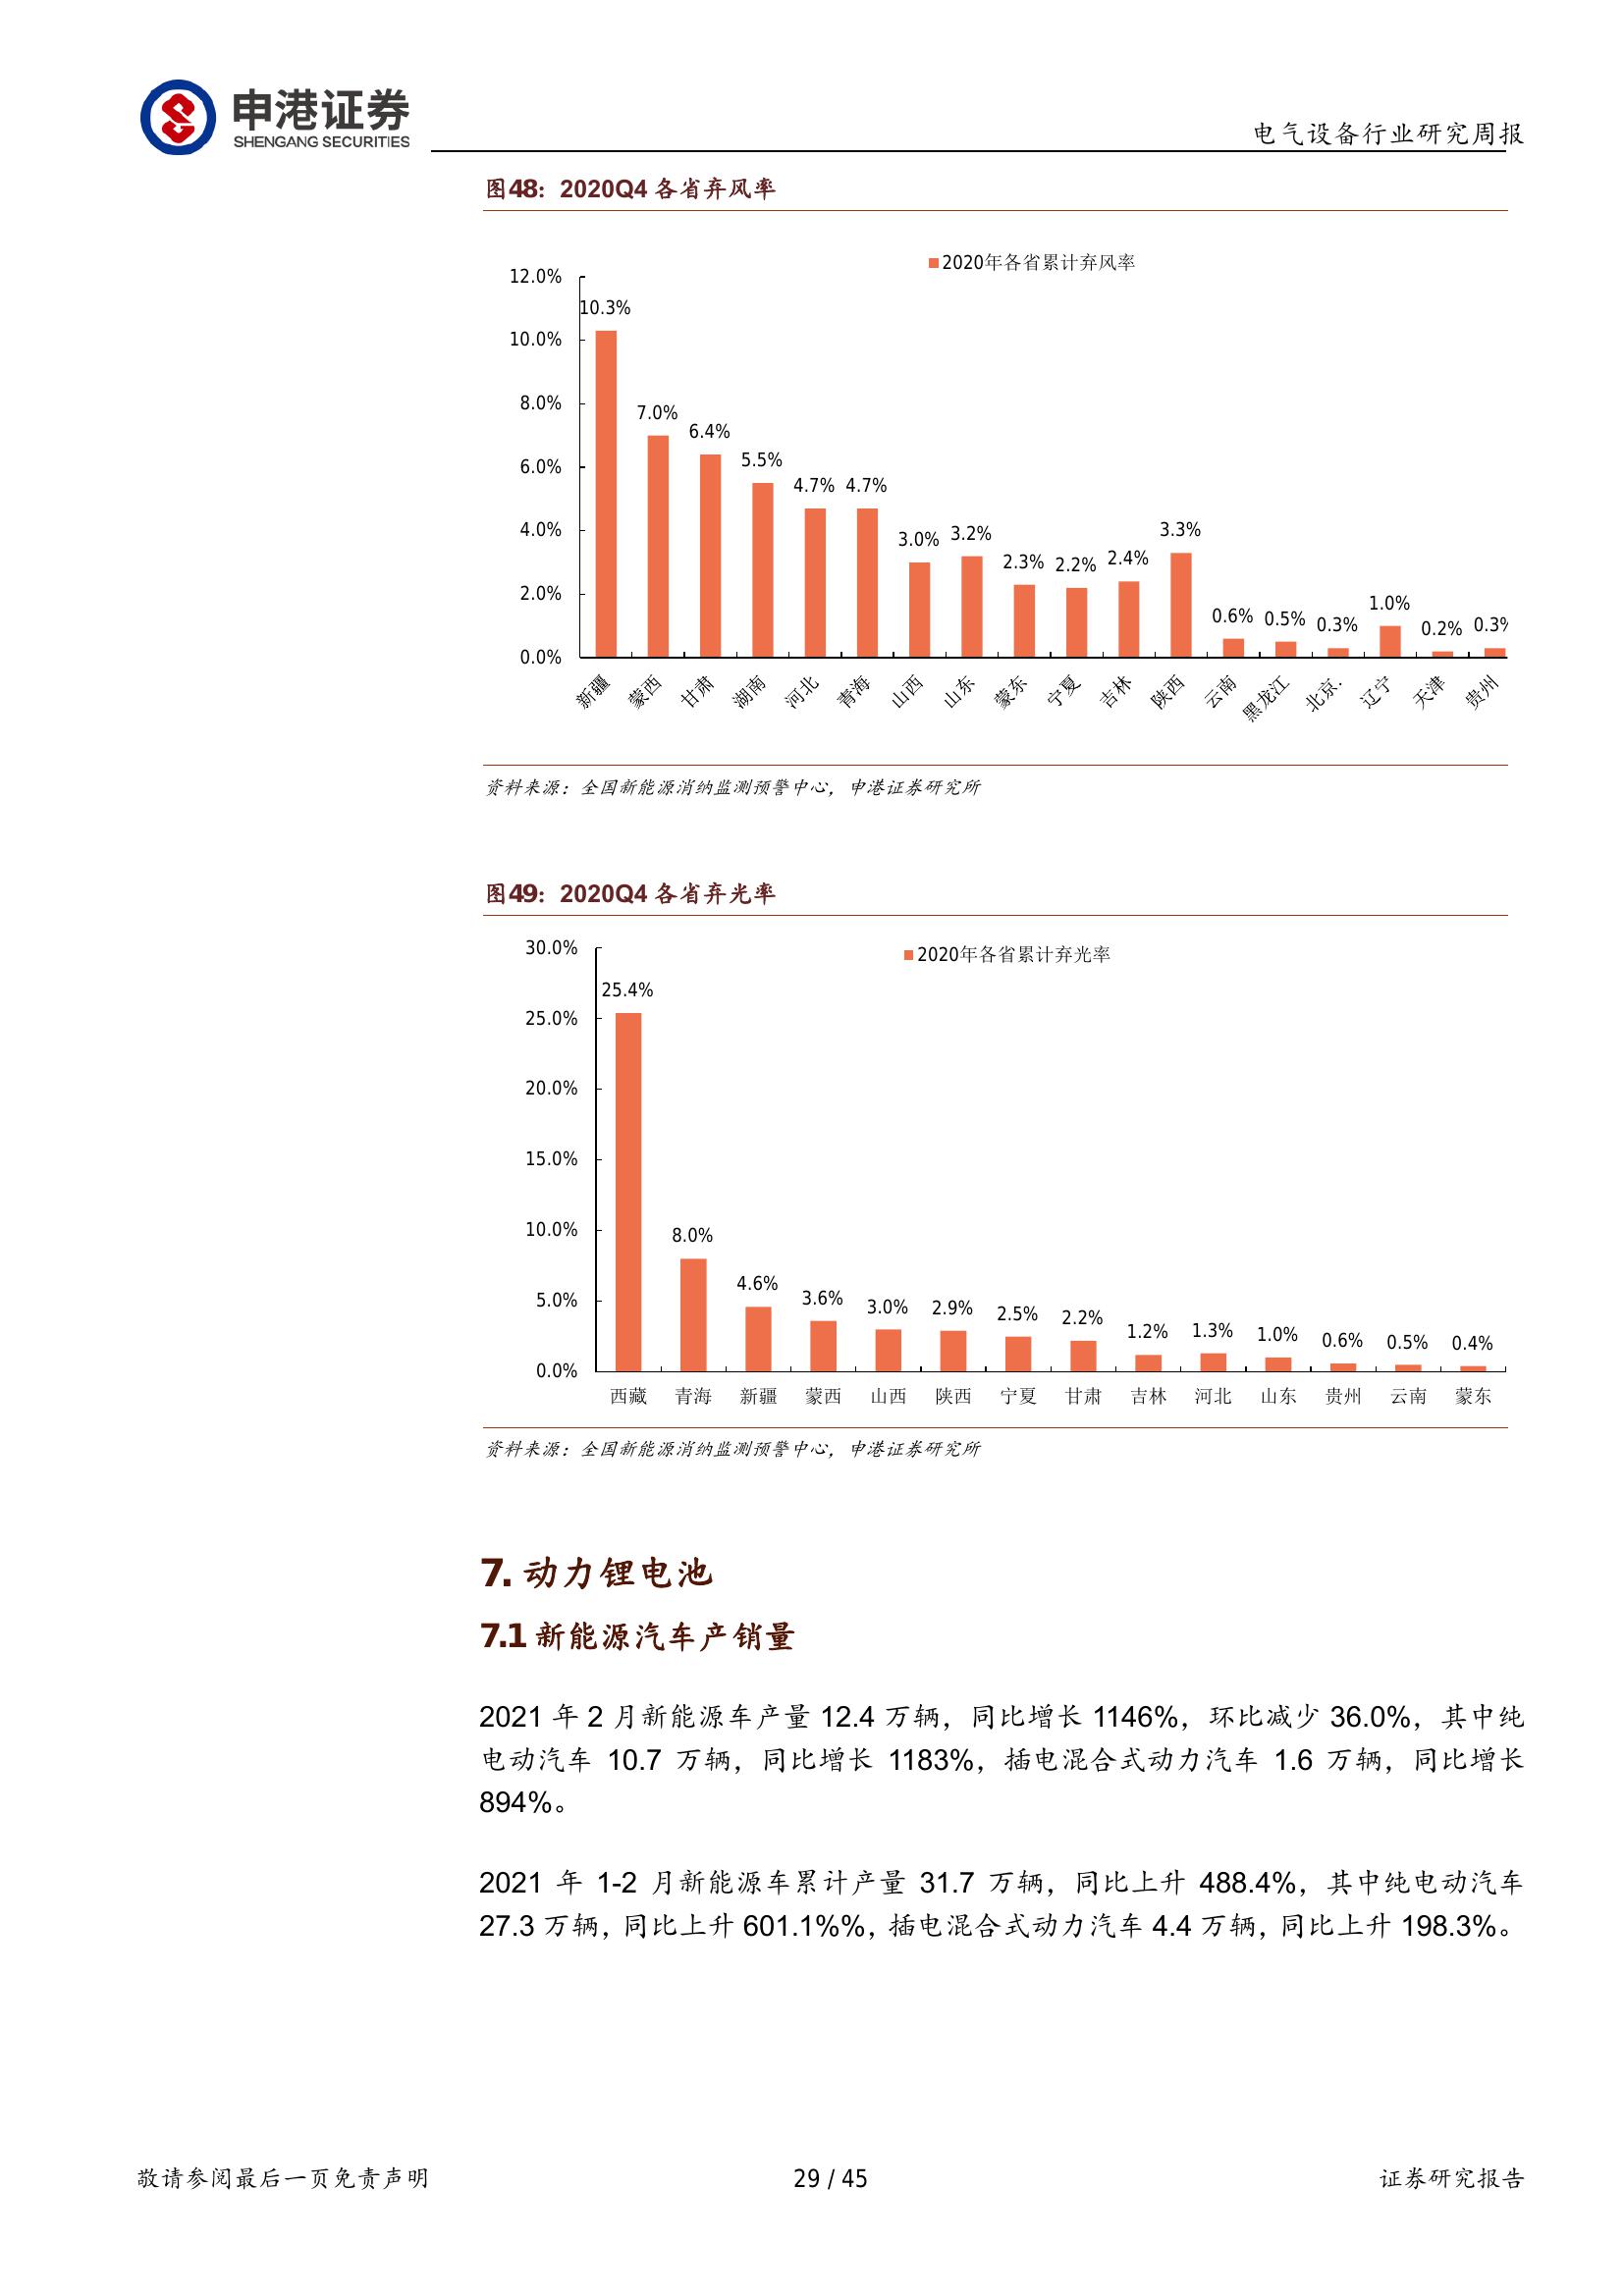 申港证券
SHENGANG SECURITIES
电气设备行业研究周报
图48：2020Q4 各省弃风率
2020年各省累计弃风率
12.0%
10.0%
8.0%
6.0%
4.0%
2.0%
0.0%
10.3% 7.0% 6.4% 5.5% 4.7% 4.7% 3.0% 3.2% 2.3% 2.2% 2.4% 3.3% 0.6% 0.5% 0.3% 1.0% 0.2% 0.3%
新疆 蒙西 甘肃 湖南 河北 青海 山西 山东 蒙东 宁夏 吉林 陕西 云南 黑龙江 北京. 辽宁 天津 贵州
资料来源：全国新能源消纳监测预警中心，申港证券研究所
图49：2020Q4 各省弃光率
2020年各省累计弃光率
30.0%
25.0%
20.0%
15.0%
10.0%
5.0%
0.0%
25.4% 8.0% 4.6% 3.6% 3.0% 2.9% 2.5% 2.2% 1.2% 1.3% 1.0% 0.6% 0.5% 0.4%
西藏 青海 新疆 蒙西 山西 陕西 宁夏 甘肃 吉林 河北 山东 贵州 云南 蒙东
资料来源：全国新能源消纳监测预警中心，申港证券研究所
7. 动力锂电池
7.1 新能源汽车产销量
2021 年 2 月新能源车产量 12.4 万辆，同比增长 1146%，环比减少 36.0%，其中纯
电动汽车 10.7 万辆，同比增长 1183%，插电混合式动力汽车 1.6 万辆，同比增长
894%。
2021 年 1-2 月新能源车累计产量 31.7 万辆，同比上升 488.4%，其中纯电动汽车
27.3 万辆，同比上升 601.1%%，插电混合式动力汽车 4.4 万辆，同比上升 198.3%。
敬请参阅最后一页免责声明
29 / 45
证券研究报告